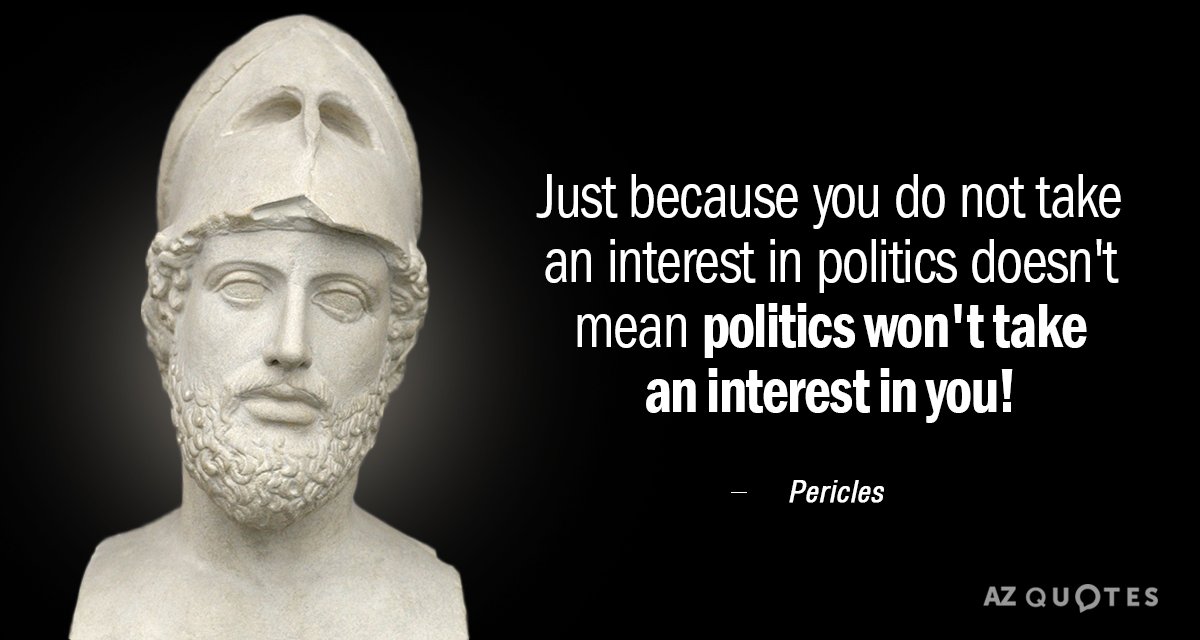 Just because you do not take
an interest in politics doesn't
mean politics won't take
an interest in you!
– Pericles
AZ QUOTES